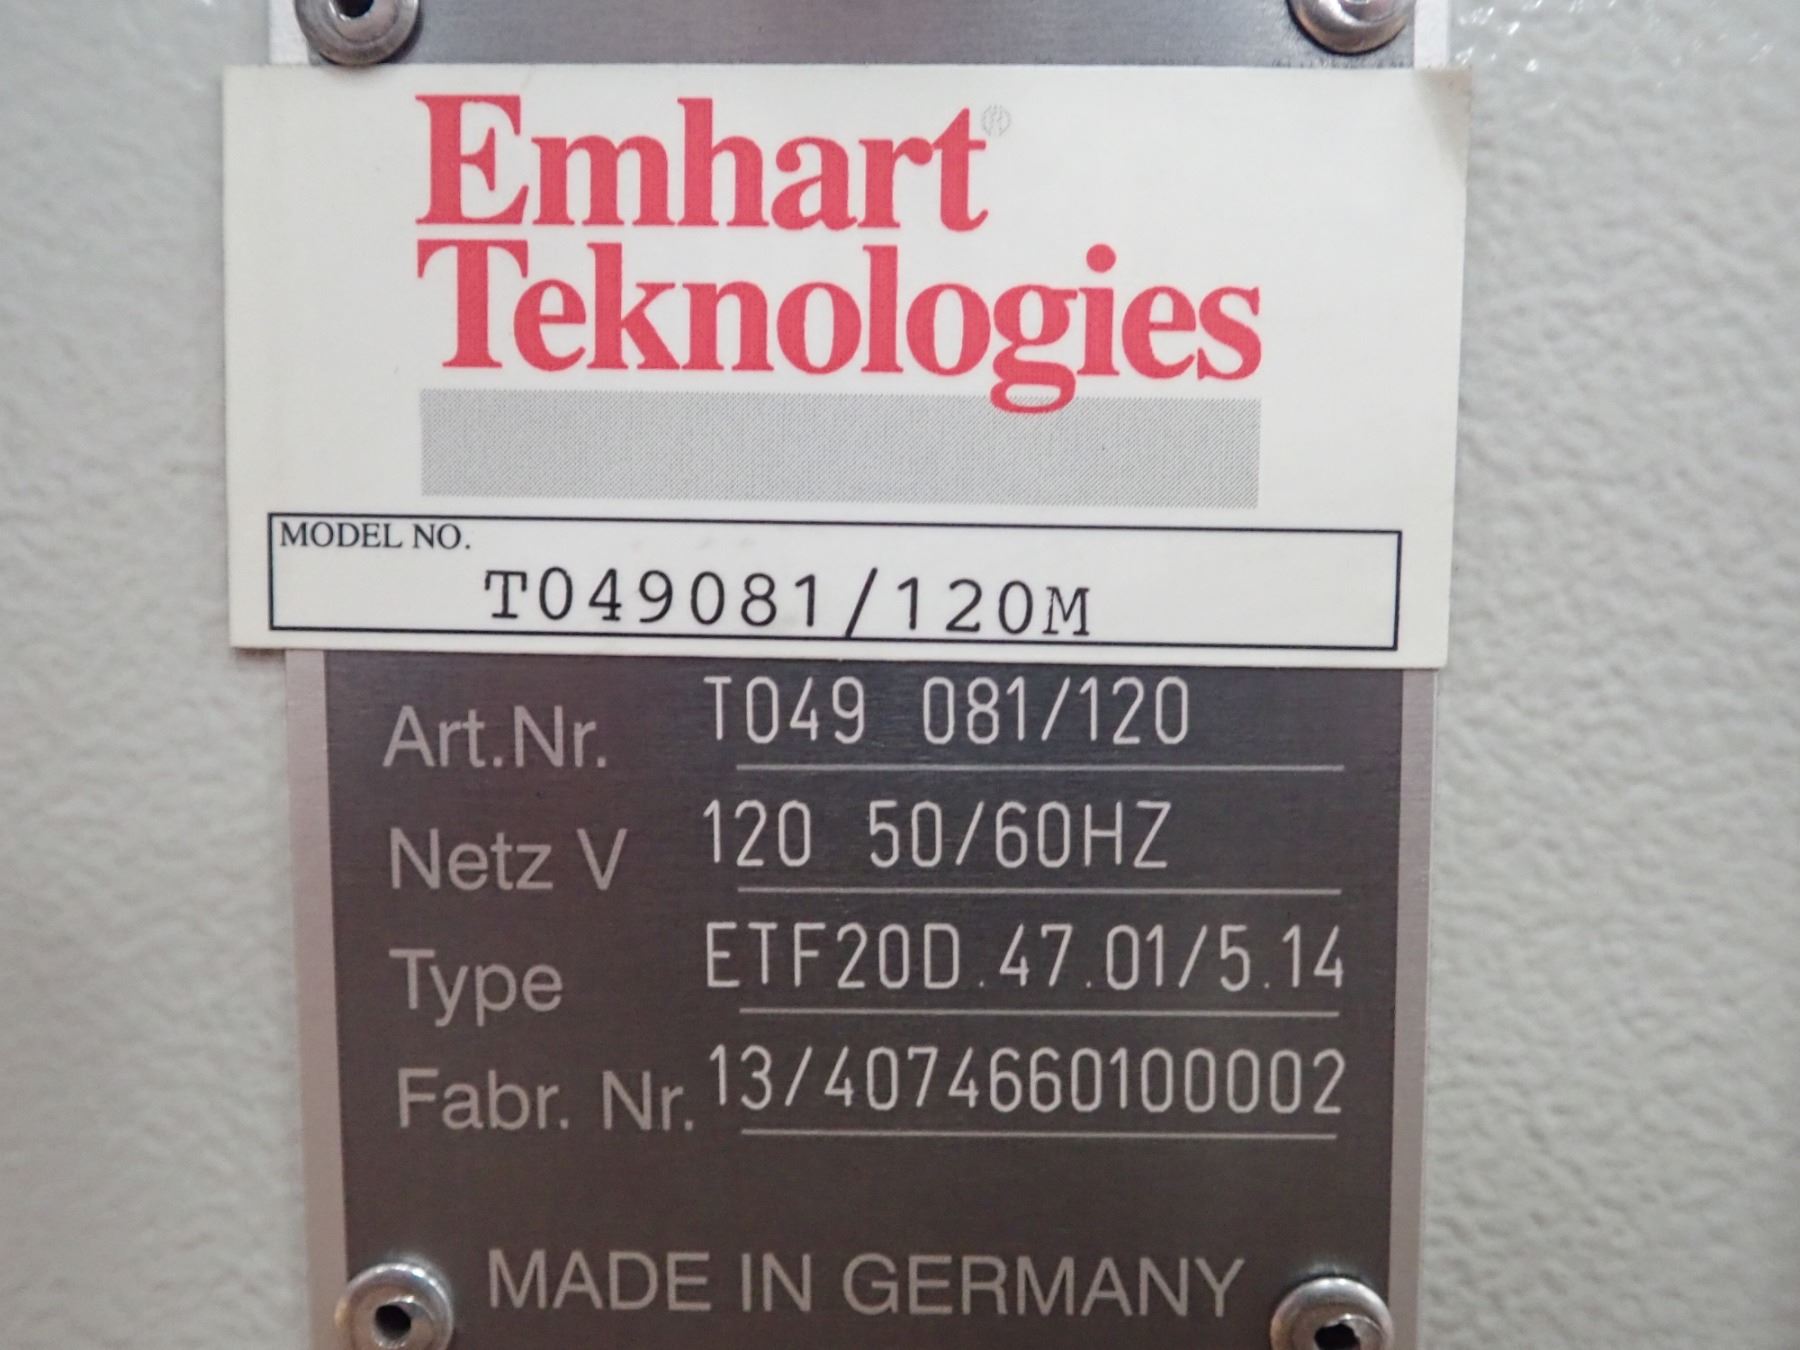 Emhart®
Teknologies
MODEL NO.
T049081/120M
Art.Nr. T049 081/120
Netz V 120 50/60HZ
Type ETF20D.47.01/5.14
Fabr. Nr. 13/4074660100002
MADE IN GERMANY